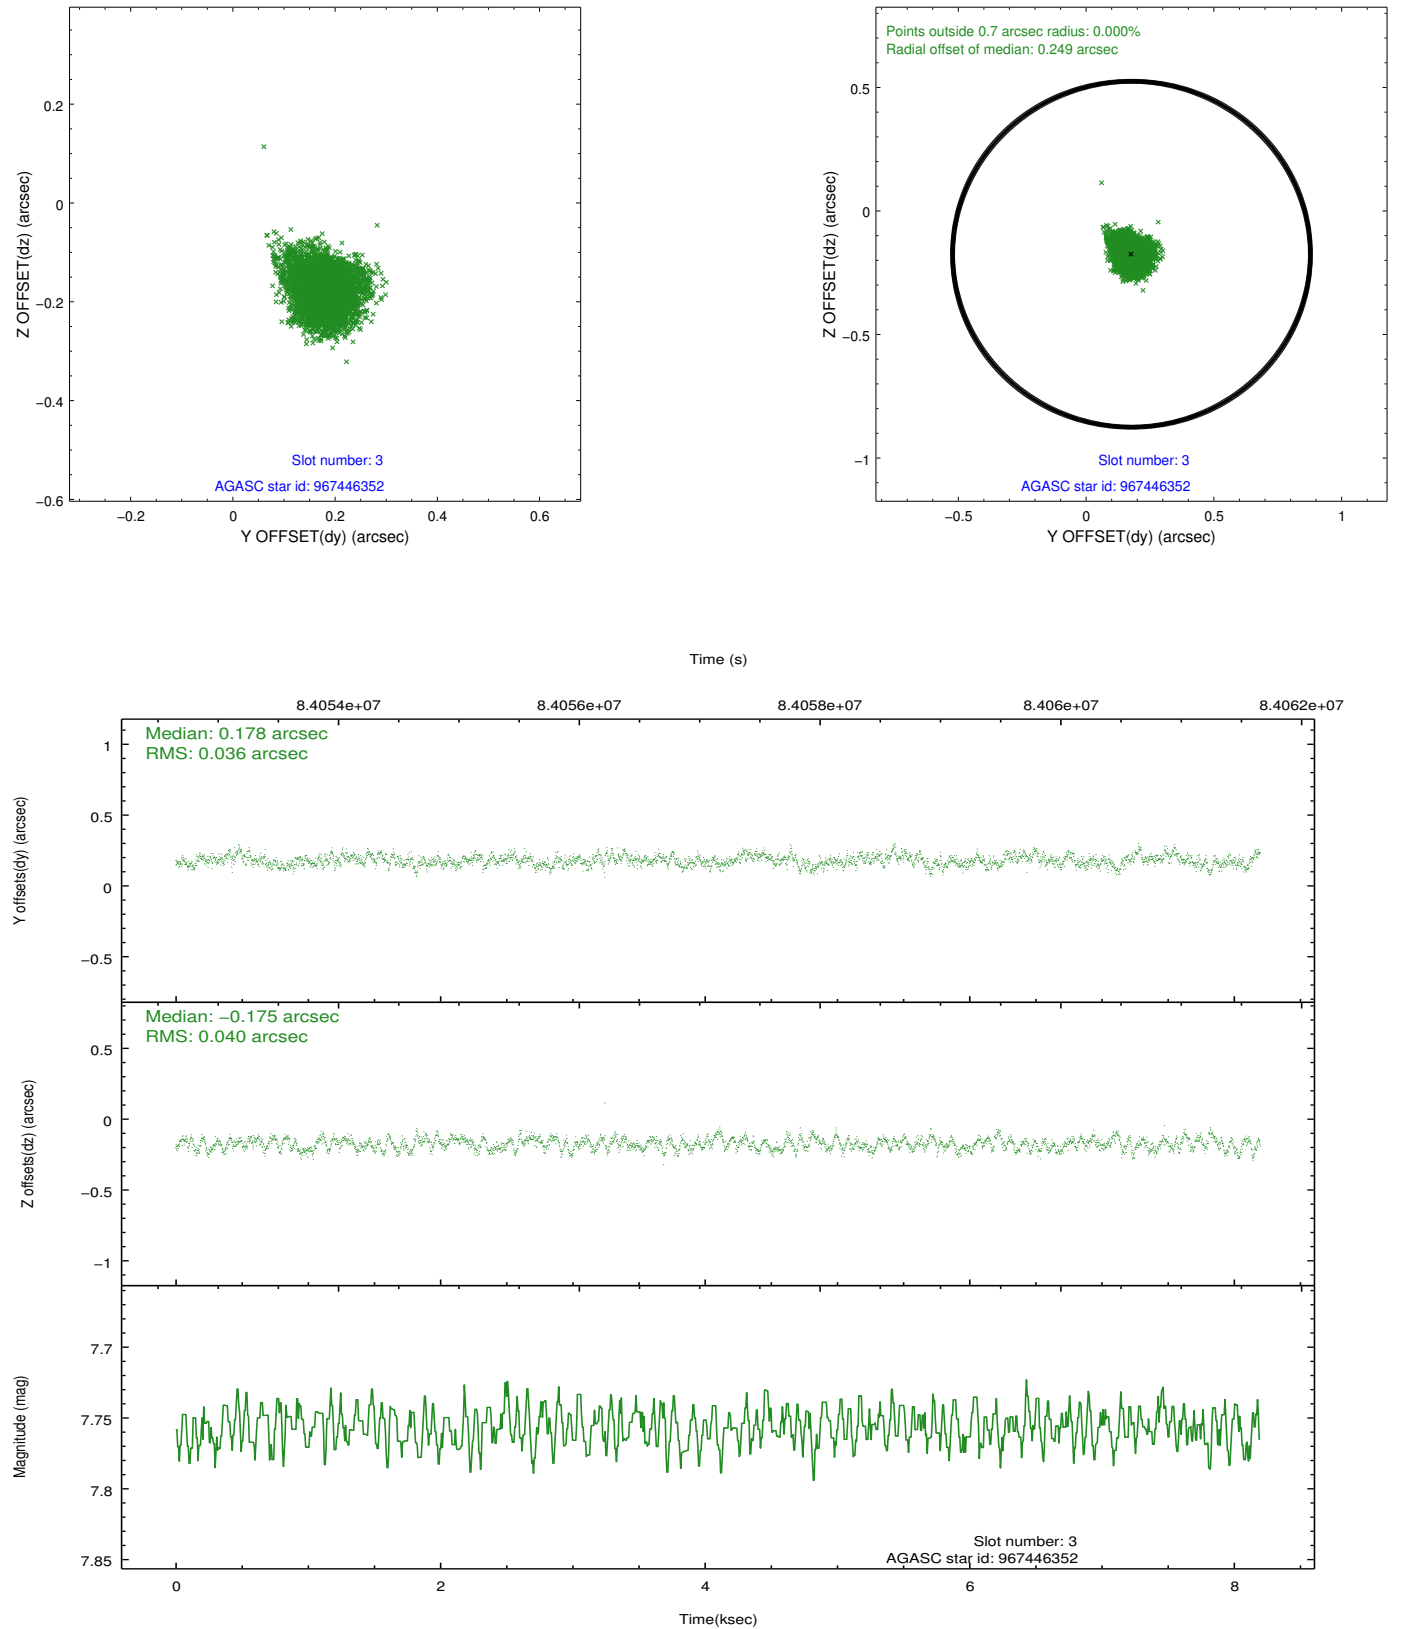 0.2
0
−0.2
−0.4
−0.6
Z OFFSET(dz) (arcsec)
Slot number: 3
AGASC star id: 967446352
−0.2
0
0.2
0.4
0.6
Y OFFSET(dy) (arcsec)
Points outside 0.7 arcsec radius: 0.000%
Radial offset of median: 0.249 arcsec
0.5
0
−0.5
−1
Z OFFSET(dz) (arcsec)
Slot number: 3
AGASC star id: 967446352
−0.5
0
0.5
1
Y OFFSET(dy) (arcsec)
Time (s)
8.4054e+07
8.4056e+07
8.4058e+07
8.406e+07
8.4062e+07
Median: 0.178 arcsec
RMS: 0.036 arcsec
1
0.5
0
−0.5
Y offsets(dy) (arcsec)
Median: −0.175 arcsec
RMS: 0.040 arcsec
0.5
0
−0.5
−1
Z offsets(dz) (arcsec)
7.7
7.75
7.8
7.85
Magnitude (mag)
Slot number: 3
AGASC star id: 967446352
0
2
4
6
8
Time(ksec)